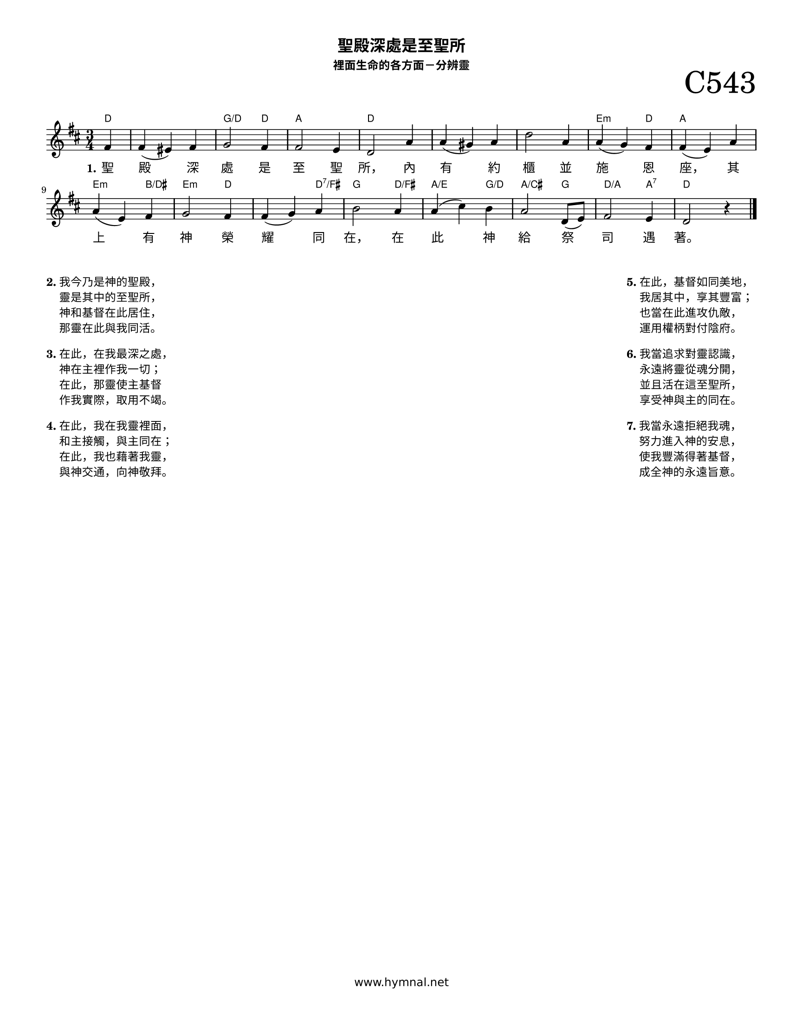 聖殿深處是至聖所
裡面生命的各方面－分辨靈
C543
D G/D D A D Em D A
1. 聖 殿 深 處 是 至 聖 所， 內 有 約 櫃 並 施 恩 座， 其
9 Em B/D♯ Em D D7/F♯ G D/F♯ A/E G/D A/C♯ G D/A A7 D
上 有 神 榮 耀 同 在， 在 此 神 給 祭 司 遇 著。
2. 我今乃是神的聖殿，
靈是其中的至聖所，
神和基督在此居住，
那靈在此與我同活。
3. 在此，在我最深之處，
神在主裡作我一切；
在此，那靈使主基督
作我實際，取用不竭。
4. 在此，我在我靈裡面，
和主接觸，與主同在；
在此，我也藉著我靈，
與神交通，向神敬拜。
5. 在此，基督如同美地，
我居其中，享其豐富；
也當在此進攻仇敵，
運用權柄對付陰府。
6. 我當追求對靈認識，
永遠將靈從魂分開，
並且活在這至聖所，
享受神與主的同在。
7. 我當永遠拒絕我魂，
努力進入神的安息，
使我豐滿得著基督，
成全神的永遠旨意。
www.hymnal.net